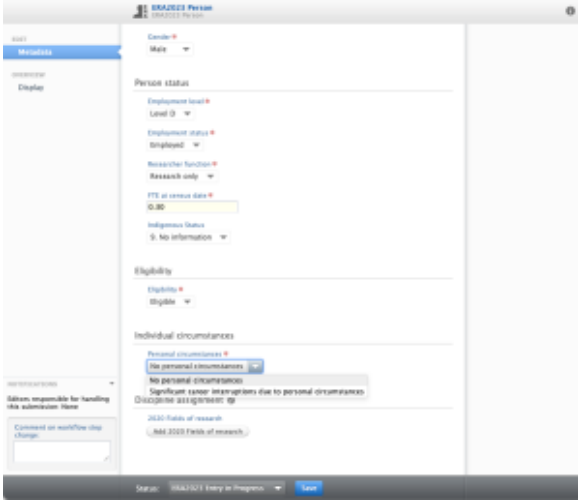 ERA2023 Person
ERA2023 Person
EDIT
Metadata
OVERVIEW
Display
Gender *
Male
Person status
Employment level *
Level D
Employment status *
Employed
Researcher function *
Research only
FTE at census date *
0.80
Indigenous Status
9. No information
Eligibility
Eligibility *
Eligible
Individual circumstances
Personal circumstances *
No personal circumstances
No personal circumstances
Significant career interruptions due to personal circumstances
Discipline assignment
2020 Fields of research
Add 2020 Fields of research
NOTIFICATIONS
Editors responsible for handling
this submission: None
Comment on workflow step
change:
Status: ERA2023 Entry in Progress
Save